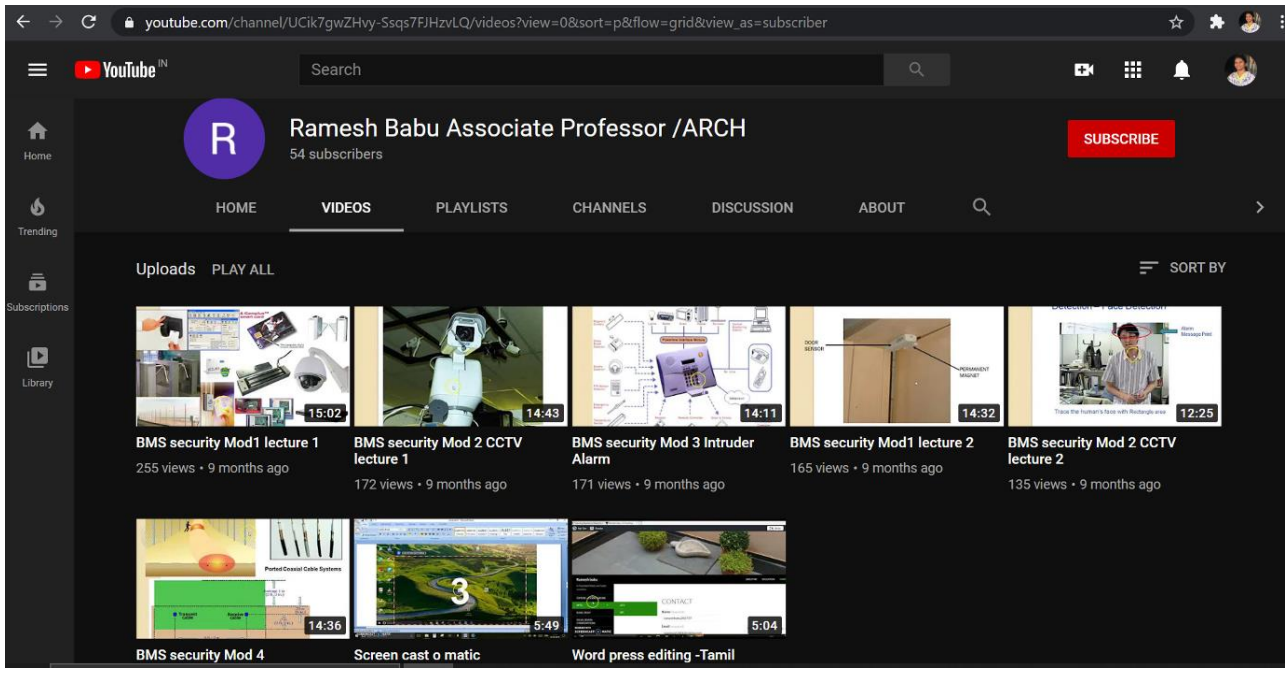 youtube.com/channel/UCik7gwZHvy-Ssqs7FJHzvLQ/videos?view=0&sort=p&flow=grid&view_as=subscriber
YouTube IN
Search
Home
Trending
Subscriptions
Library
R
Ramesh Babu Associate Professor /ARCH
54 subscribers
SUBSCRIBE
HOME VIDEOS PLAYLISTS CHANNELS DISCUSSION ABOUT
Uploads PLAY ALL
SORT BY
15:02
BMS security Mod1 lecture 1
255 views • 9 months ago
14:43
BMS security Mod 2 CCTV
lecture 1
172 views • 9 months ago
14:11
BMS security Mod 3 Intruder
Alarm
171 views • 9 months ago
DOOR
SENSOR
PERMANENT
MAGNET
14:32
BMS security Mod1 lecture 2
165 views • 9 months ago
Detection – Face Detection
Alarm
Message Print
Trace the human's face with Rectangle area
12:25
BMS security Mod 2 CCTV
lecture 2
135 views • 9 months ago
Ported Coaxial Cable Systems
14:36
BMS security Mod 4
3
5:49
Screen cast o matic
CONTACT
5:04
Word press editing -Tamil